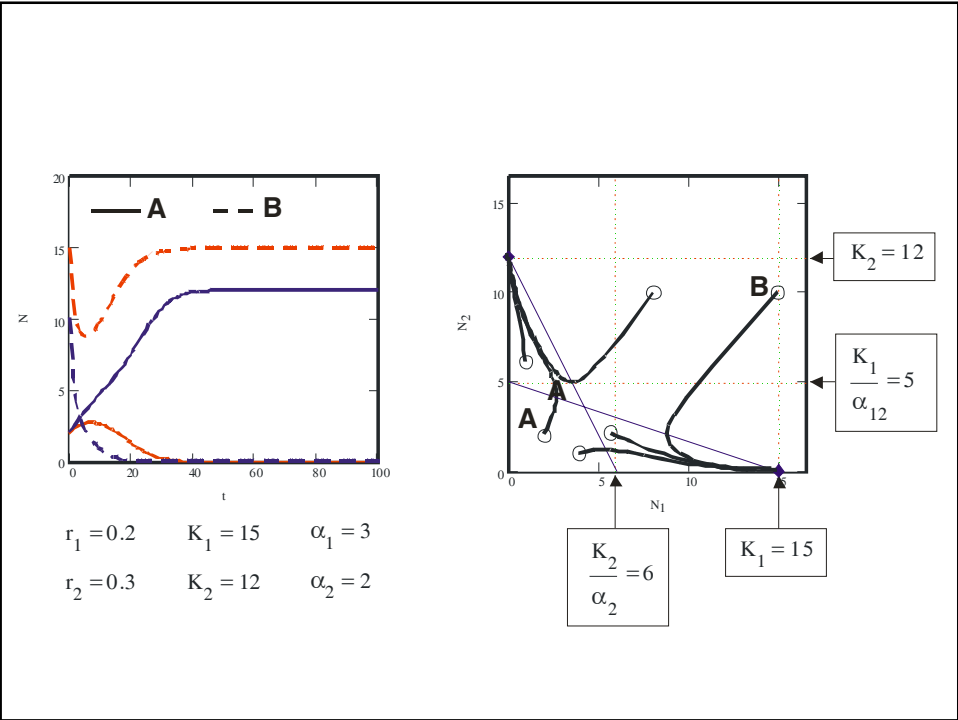 20
15
10
5
0
N
A B
0 20 40 60 80 100
t
r1 = 0.2 K1 = 15 α1 = 3
r2 = 0.3 K2 = 12 α2 = 2
15
10
5
0
N2
B
A
A
0 5 10 15
N1
K2 = 12
K1
α12
= 5
K2
α2
= 6
K1 = 15